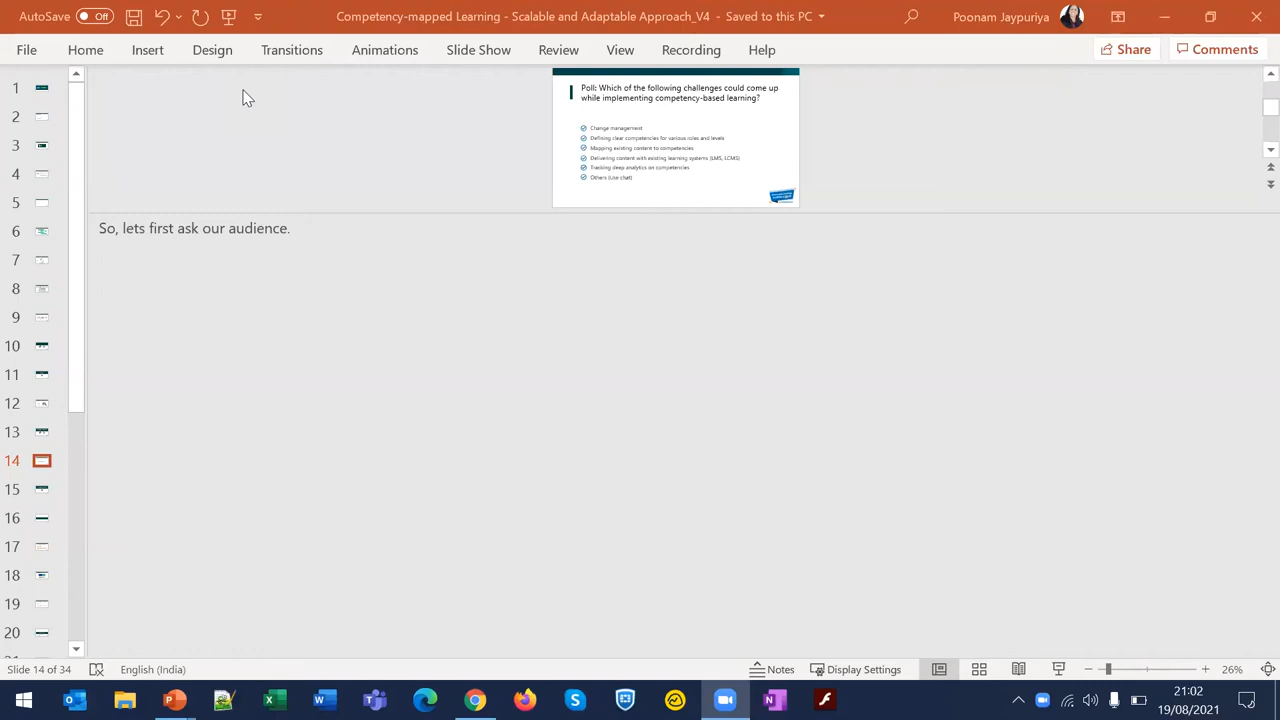 AutoSave Off
Competency-mapped Learning - Scalable and Adaptable Approach_V4 - Saved to this PC
Poonam Jaypuriya
File Home Insert Design Transitions Animations Slide Show Review View Recording Help
Share Comments
Poll: Which of the following challenges could come up
while implementing competency-based learning?
Change management
Defining clear competencies for various roles and levels
Mapping existing content to competencies
Delivering content with existing learning systems (LMS, LCMS)
Tracking deep analytics on competencies
Others (Use chat)
So, lets first ask our audience.
5
6
7
8
9
10
11
12
13
14
15
16
17
18
19
20
Slide 14 of 34
English (India)
Notes
Display Settings
26%
21:02
19/08/2021